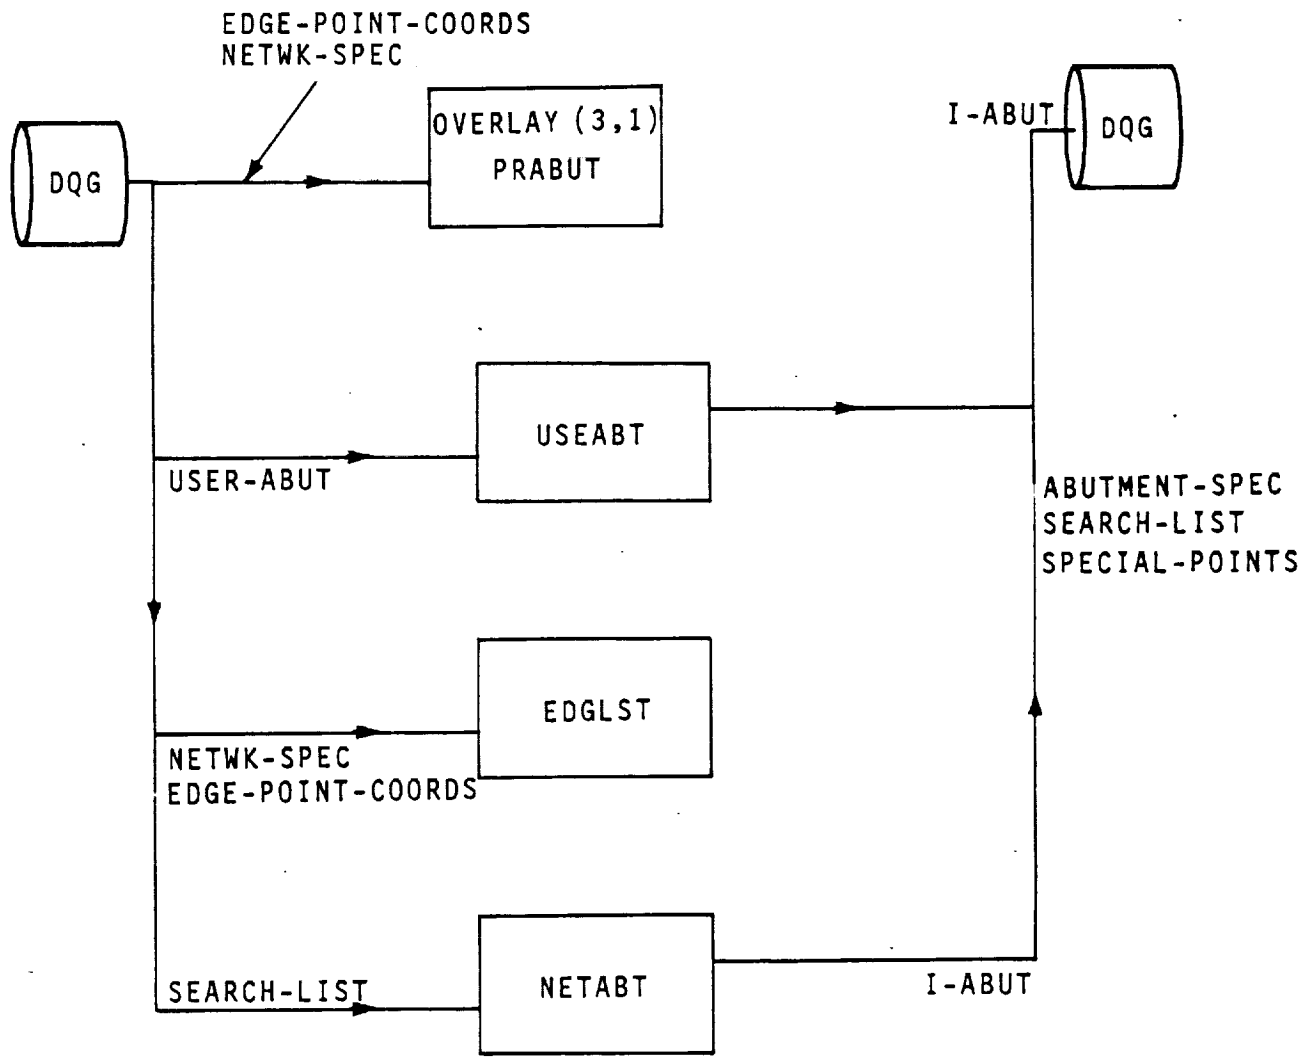 EDGE-POINT-COORDS
NETWK-SPEC
DQG
OVERLAY (3,1)
PRABUT
I-ABUT
DQG
USEABT
USER-ABUT
ABUTMENT-SPEC
SEARCH-LIST
SPECIAL-POINTS
EDGLST
NETWK-SPEC
EDGE-POINT-COORDS
SEARCH-LIST
NETABT
I-ABUT